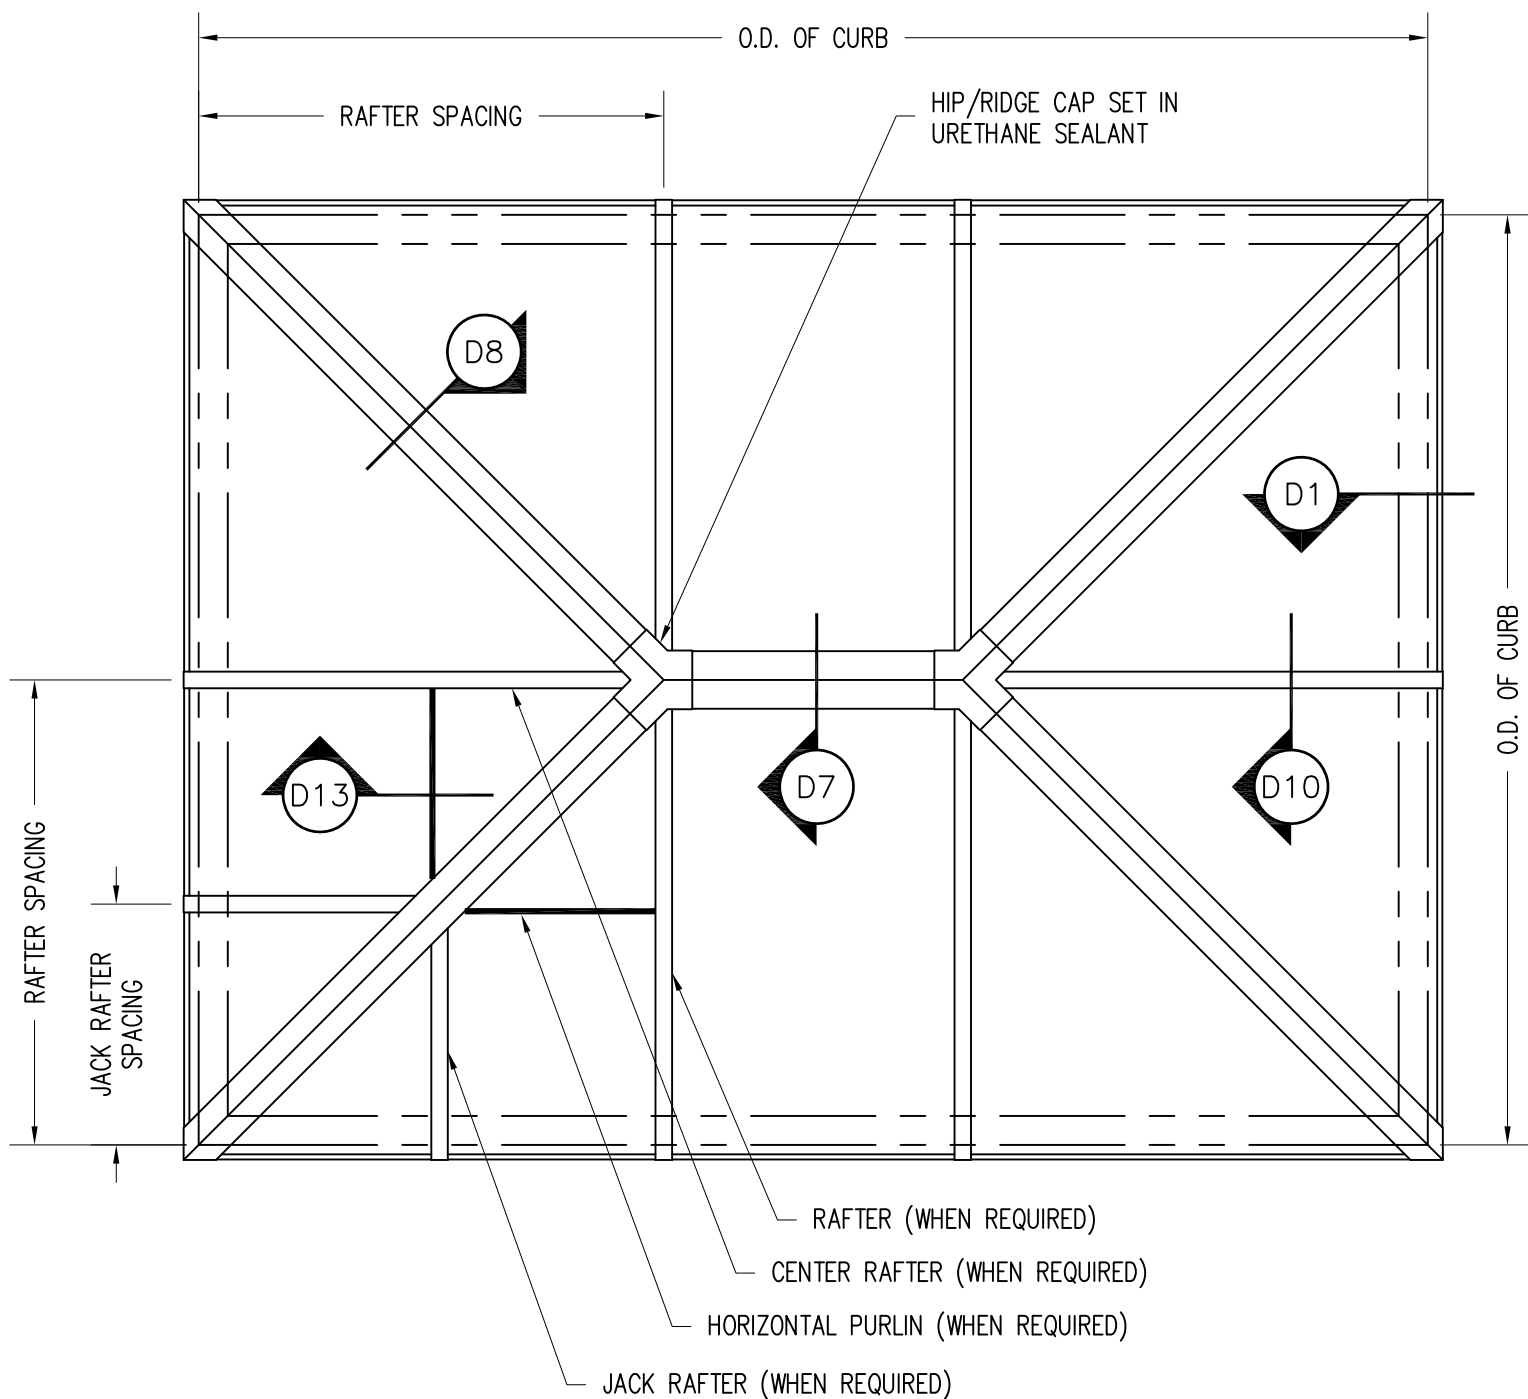 O.D. OF CURB
RAFTER SPACING
HIP/RIDGE CAP SET IN
URETHANE SEALANT
D8
D1
O.D. OF CURB
D13
D7
D10
RAFTER SPACING
JACK RAFTER
SPACING
RAFTER (WHEN REQUIRED)
CENTER RAFTER (WHEN REQUIRED)
HORIZONTAL PURLIN (WHEN REQUIRED)
JACK RAFTER (WHEN REQUIRED)